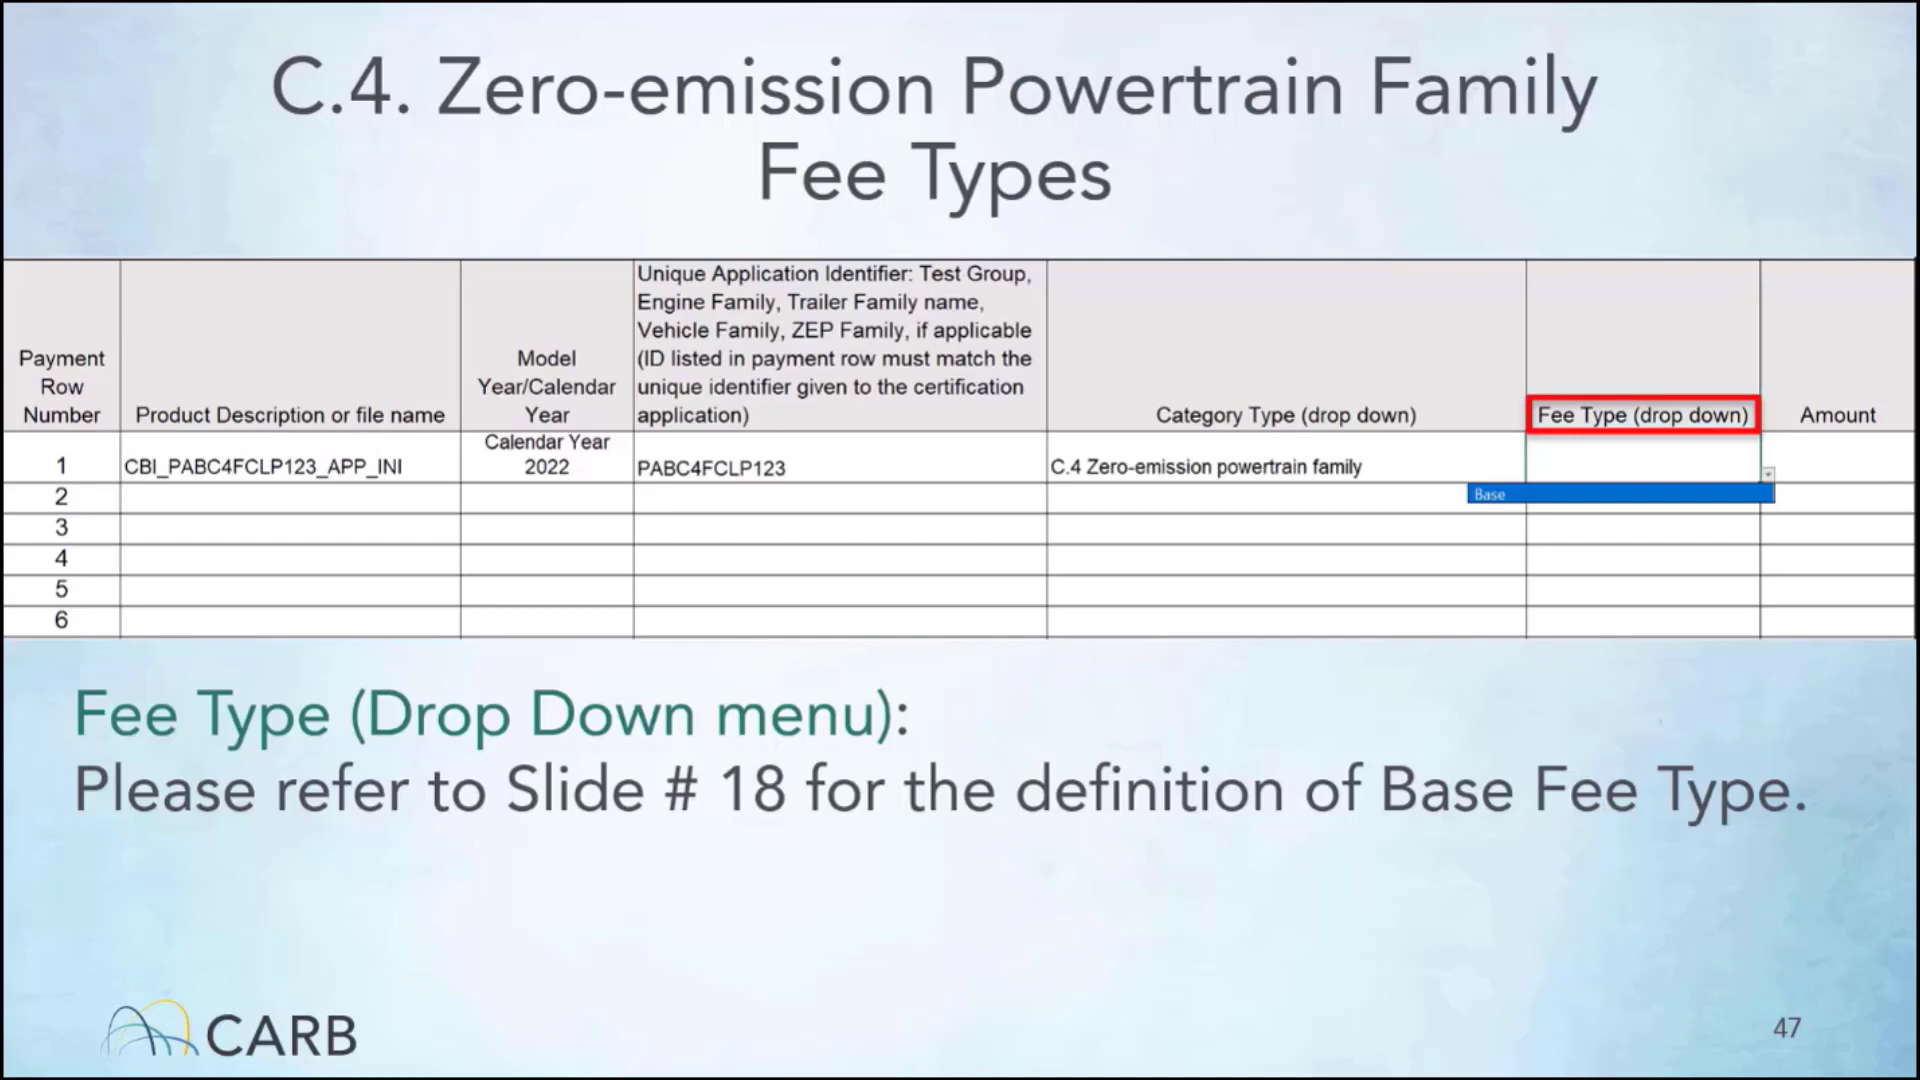 C.4. Zero-emission Powertrain Family
Fee Types
Payment
Row
Number
Product Description or file name
Model
Year/Calendar
Year
Unique Application Identifier: Test Group,
Engine Family, Trailer Family name,
Vehicle Family, ZEP Family, if applicable
(ID listed in payment row must match the
unique identifier given to the certification
application)
Category Type (drop down)
Fee Type (drop down)
Amount
1
CBI_PABC4FCLP123_APP_INI
Calendar Year
2022
PABC4FCLP123
C.4 Zero-emission powertrain family
Base
2
3
4
5
6
Fee Type (Drop Down menu):
Please refer to Slide # 18 for the definition of Base Fee Type.
CARB
47